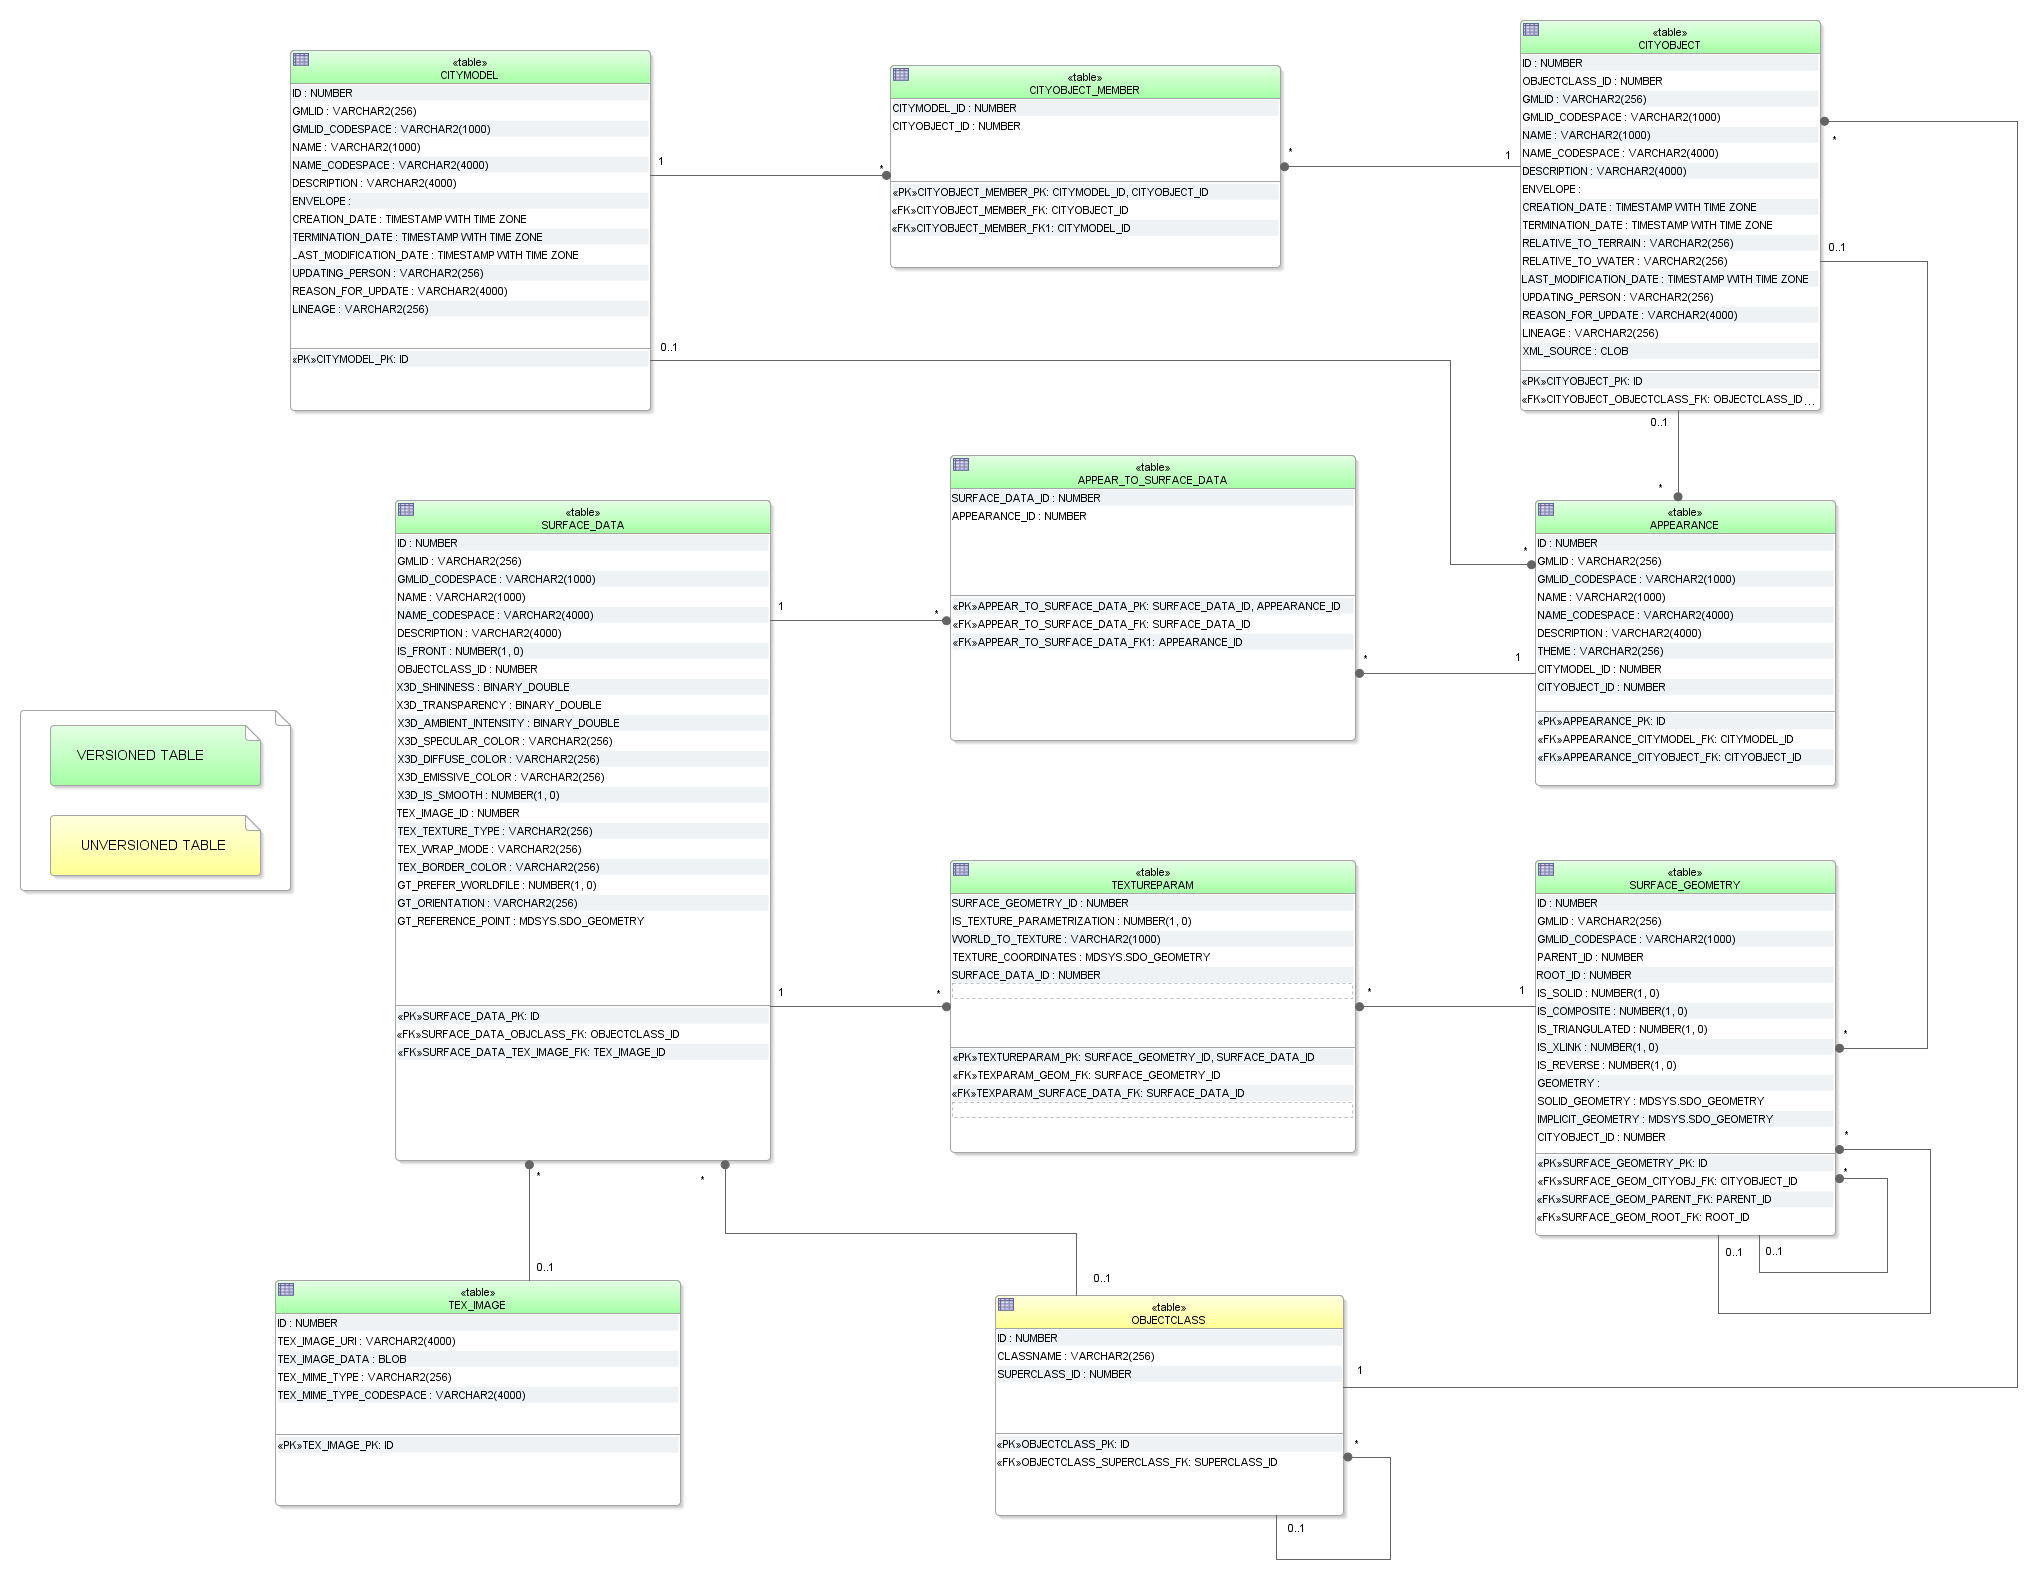 «table»
CITYMODEL
ID : NUMBER
GMLID : VARCHAR2(256)
GMLID_CODESPACE : VARCHAR2(1000)
NAME : VARCHAR2(1000)
NAME_CODESPACE : VARCHAR2(4000)
DESCRIPTION : VARCHAR2(4000)
ENVELOPE :
CREATION_DATE : TIMESTAMP WITH TIME ZONE
TERMINATION_DATE : TIMESTAMP WITH TIME ZONE
LAST_MODIFICATION_DATE : TIMESTAMP WITH TIME ZONE
UPDATING_PERSON : VARCHAR2(256)
REASON_FOR_UPDATE : VARCHAR2(4000)
LINEAGE : VARCHAR2(256)
«PK»CITYMODEL_PK: ID
1
*
0..1
*
«table»
CITYOBJECT_MEMBER
CITYMODEL_ID : NUMBER
CITYOBJECT_ID : NUMBER
«PK»CITYOBJECT_MEMBER_PK: CITYMODEL_ID, CITYOBJECT_ID
«FK»CITYOBJECT_MEMBER_FK: CITYOBJECT_ID
«FK»CITYOBJECT_MEMBER_FK1: CITYMODEL_ID
*
1
«table»
CITYOBJECT
ID : NUMBER
OBJECTCLASS_ID : NUMBER
GMLID : VARCHAR2(256)
GMLID_CODESPACE : VARCHAR2(1000)
NAME : VARCHAR2(1000)
NAME_CODESPACE : VARCHAR2(4000)
DESCRIPTION : VARCHAR2(4000)
ENVELOPE :
CREATION_DATE : TIMESTAMP WITH TIME ZONE
TERMINATION_DATE : TIMESTAMP WITH TIME ZONE
RELATIVE_TO_TERRAIN : VARCHAR2(256)
RELATIVE_TO_WATER : VARCHAR2(256)
LAST_MODIFICATION_DATE : TIMESTAMP WITH TIME ZONE
UPDATING_PERSON : VARCHAR2(256)
REASON_FOR_UPDATE : VARCHAR2(4000)
LINEAGE : VARCHAR2(256)
XML_SOURCE : CLOB
«PK»CITYOBJECT_PK: ID
«FK»CITYOBJECT_OBJECTCLASS_FK: OBJECTCLASS_ID...
*
0..1
0..1
*
«table»
SURFACE_DATA
ID : NUMBER
GMLID : VARCHAR2(256)
GMLID_CODESPACE : VARCHAR2(1000)
NAME : VARCHAR2(1000)
NAME_CODESPACE : VARCHAR2(4000)
DESCRIPTION : VARCHAR2(4000)
IS_FRONT : NUMBER(1, 0)
OBJECTCLASS_ID : NUMBER
X3D_SHININESS : BINARY_DOUBLE
X3D_TRANSPARENCY : BINARY_DOUBLE
X3D_AMBIENT_INTENSITY : BINARY_DOUBLE
X3D_SPECULAR_COLOR : VARCHAR2(256)
X3D_DIFFUSE_COLOR : VARCHAR2(256)
X3D_EMISSIVE_COLOR : VARCHAR2(256)
X3D_IS_SMOOTH : NUMBER(1, 0)
TEX_IMAGE_ID : NUMBER
TEX_TEXTURE_TYPE : VARCHAR2(256)
TEX_WRAP_MODE : VARCHAR2(256)
TEX_BORDER_COLOR : VARCHAR2(256)
GT_PREFER_WORLDFILE : NUMBER(1, 0)
GT_ORIENTATION : VARCHAR2(256)
GT_REFERENCE_POINT : MDSYS.SDO_GEOMETRY
«PK»SURFACE_DATA_PK: ID
«FK»SURFACE_DATA_OBJCLASS_FK: OBJECTCLASS_ID
«FK»SURFACE_DATA_TEX_IMAGE_FK: TEX_IMAGE_ID
1
*
1
*
*
*
0..1
0..1
«table»
APPEAR_TO_SURFACE_DATA
SURFACE_DATA_ID : NUMBER
APPEARANCE_ID : NUMBER
«PK»APPEAR_TO_SURFACE_DATA_PK: SURFACE_DATA_ID, APPEARANCE_ID
«FK»APPEAR_TO_SURFACE_DATA_FK: SURFACE_DATA_ID
«FK»APPEAR_TO_SURFACE_DATA_FK1: APPEARANCE_ID
*
1
«table»
APPEARANCE
ID : NUMBER
GMLID : VARCHAR2(256)
GMLID_CODESPACE : VARCHAR2(1000)
NAME : VARCHAR2(1000)
NAME_CODESPACE : VARCHAR2(4000)
DESCRIPTION : VARCHAR2(4000)
THEME : VARCHAR2(256)
CITYMODEL_ID : NUMBER
CITYOBJECT_ID : NUMBER
«PK»APPEARANCE_PK: ID
«FK»APPEARANCE_CITYMODEL_FK: CITYMODEL_ID
«FK»APPEARANCE_CITYOBJECT_FK: CITYOBJECT_ID
VERSIONED TABLE
UNVERSIONED TABLE
«table»
TEXTUREPARAM
SURFACE_GEOMETRY_ID : NUMBER
IS_TEXTURE_PARAMETRIZATION : NUMBER(1, 0)
WORLD_TO_TEXTURE : VARCHAR2(1000)
TEXTURE_COORDINATES : MDSYS.SDO_GEOMETRY
SURFACE_DATA_ID : NUMBER
«PK»TEXTUREPARAM_PK: SURFACE_GEOMETRY_ID, SURFACE_DATA_ID
«FK»TEXPARAM_GEOM_FK: SURFACE_GEOMETRY_ID
«FK»TEXPARAM_SURFACE_DATA_FK: SURFACE_DATA_ID
*
1
«table»
SURFACE_GEOMETRY
ID : NUMBER
GMLID : VARCHAR2(256)
GMLID_CODESPACE : VARCHAR2(1000)
PARENT_ID : NUMBER
ROOT_ID : NUMBER
IS_SOLID : NUMBER(1, 0)
IS_COMPOSITE : NUMBER(1, 0)
IS_TRIANGULATED : NUMBER(1, 0)
IS_XLINK : NUMBER(1, 0)
IS_REVERSE : NUMBER(1, 0)
GEOMETRY :
SOLID_GEOMETRY : MDSYS.SDO_GEOMETRY
IMPLICIT_GEOMETRY : MDSYS.SDO_GEOMETRY
CITYOBJECT_ID : NUMBER
«PK»SURFACE_GEOMETRY_PK: ID
«FK»SURFACE_GEOM_CITYOBJ_FK: CITYOBJECT_ID
«FK»SURFACE_GEOM_PARENT_FK: PARENT_ID
«FK»SURFACE_GEOM_ROOT_FK: ROOT_ID
*
*
*
0..1
0..1
«table»
TEX_IMAGE
ID : NUMBER
TEX_IMAGE_URI : VARCHAR2(4000)
TEX_IMAGE_DATA : BLOB
TEX_MIME_TYPE : VARCHAR2(256)
TEX_MIME_TYPE_CODESPACE : VARCHAR2(4000)
«PK»TEX_IMAGE_PK: ID
«table»
OBJECTCLASS
ID : NUMBER
CLASSNAME : VARCHAR2(256)
SUPERCLASS_ID : NUMBER
«PK»OBJECTCLASS_PK: ID
«FK»OBJECTCLASS_SUPERCLASS_FK: SUPERCLASS_ID
1
*
0..1